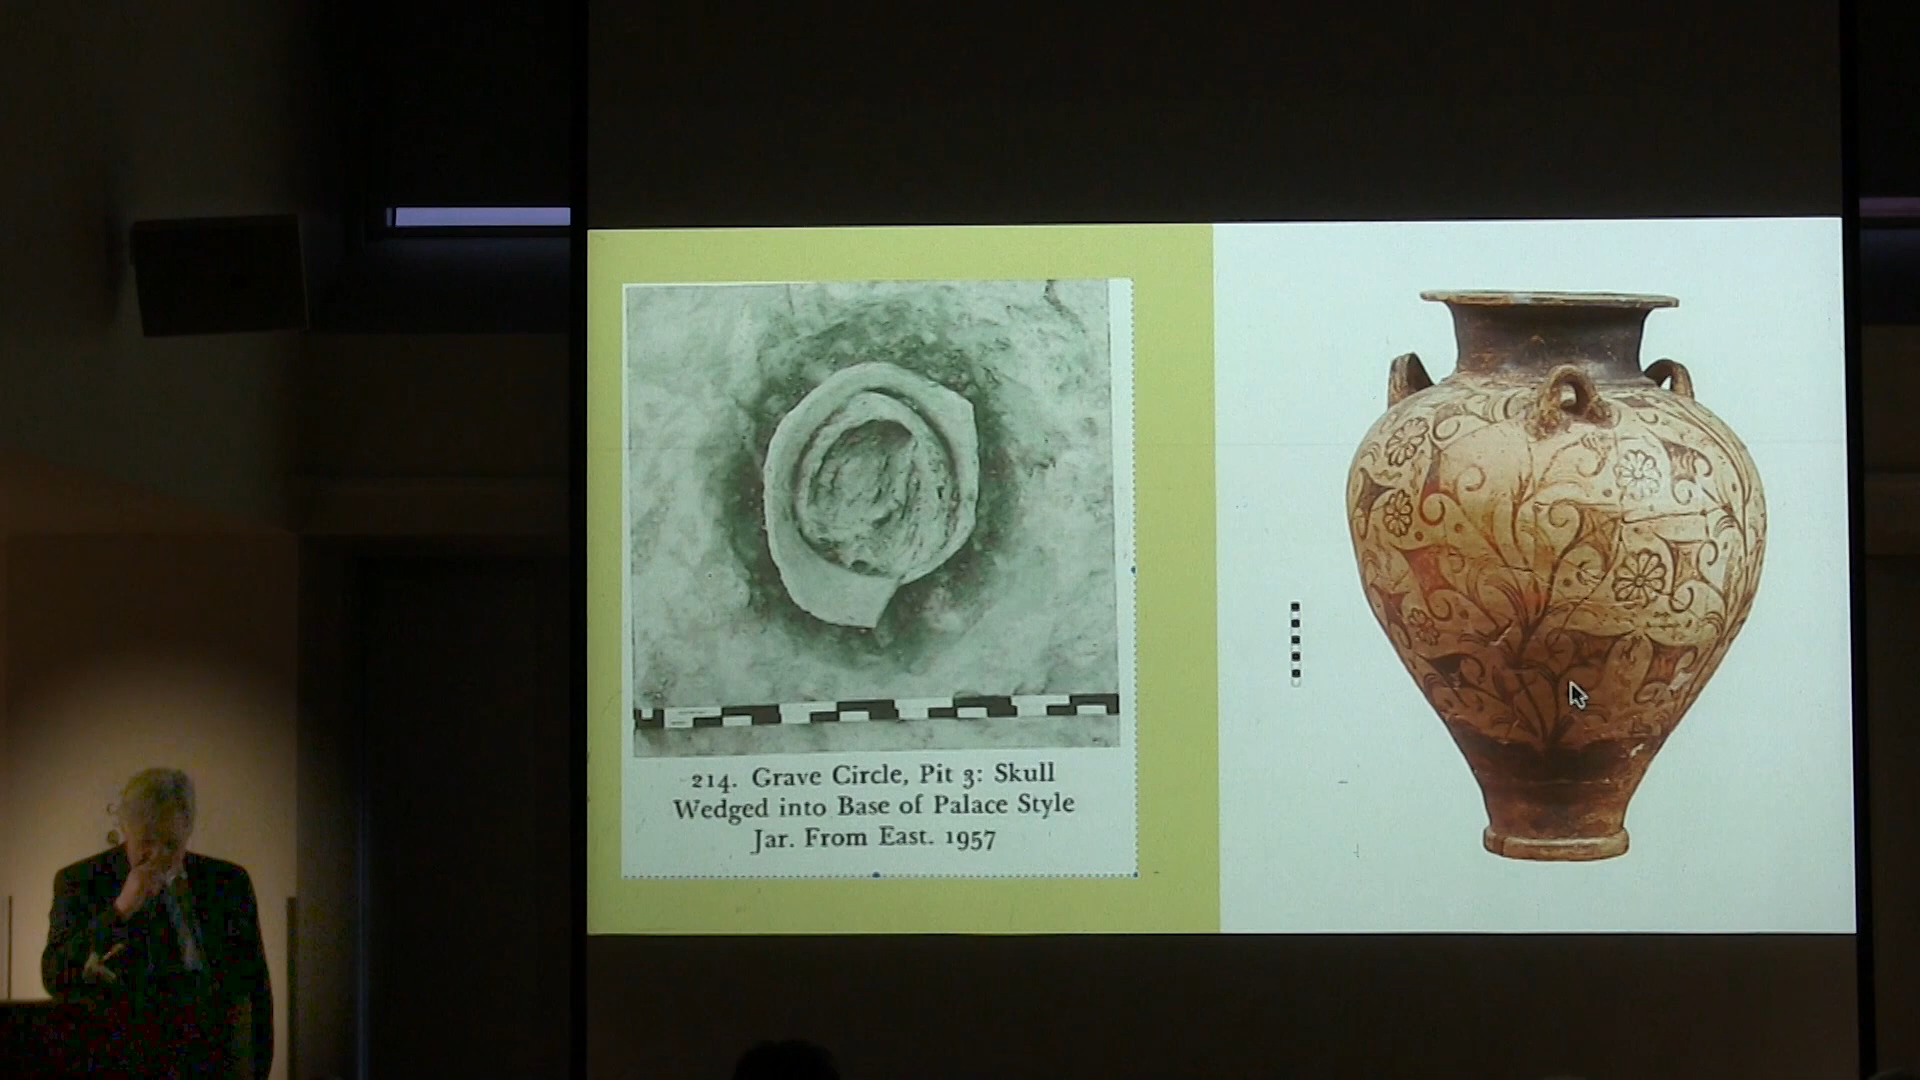 214. Grave Circle, Pit 3: Skull
Wedged into Base of Palace Style
Jar. From East. 1957